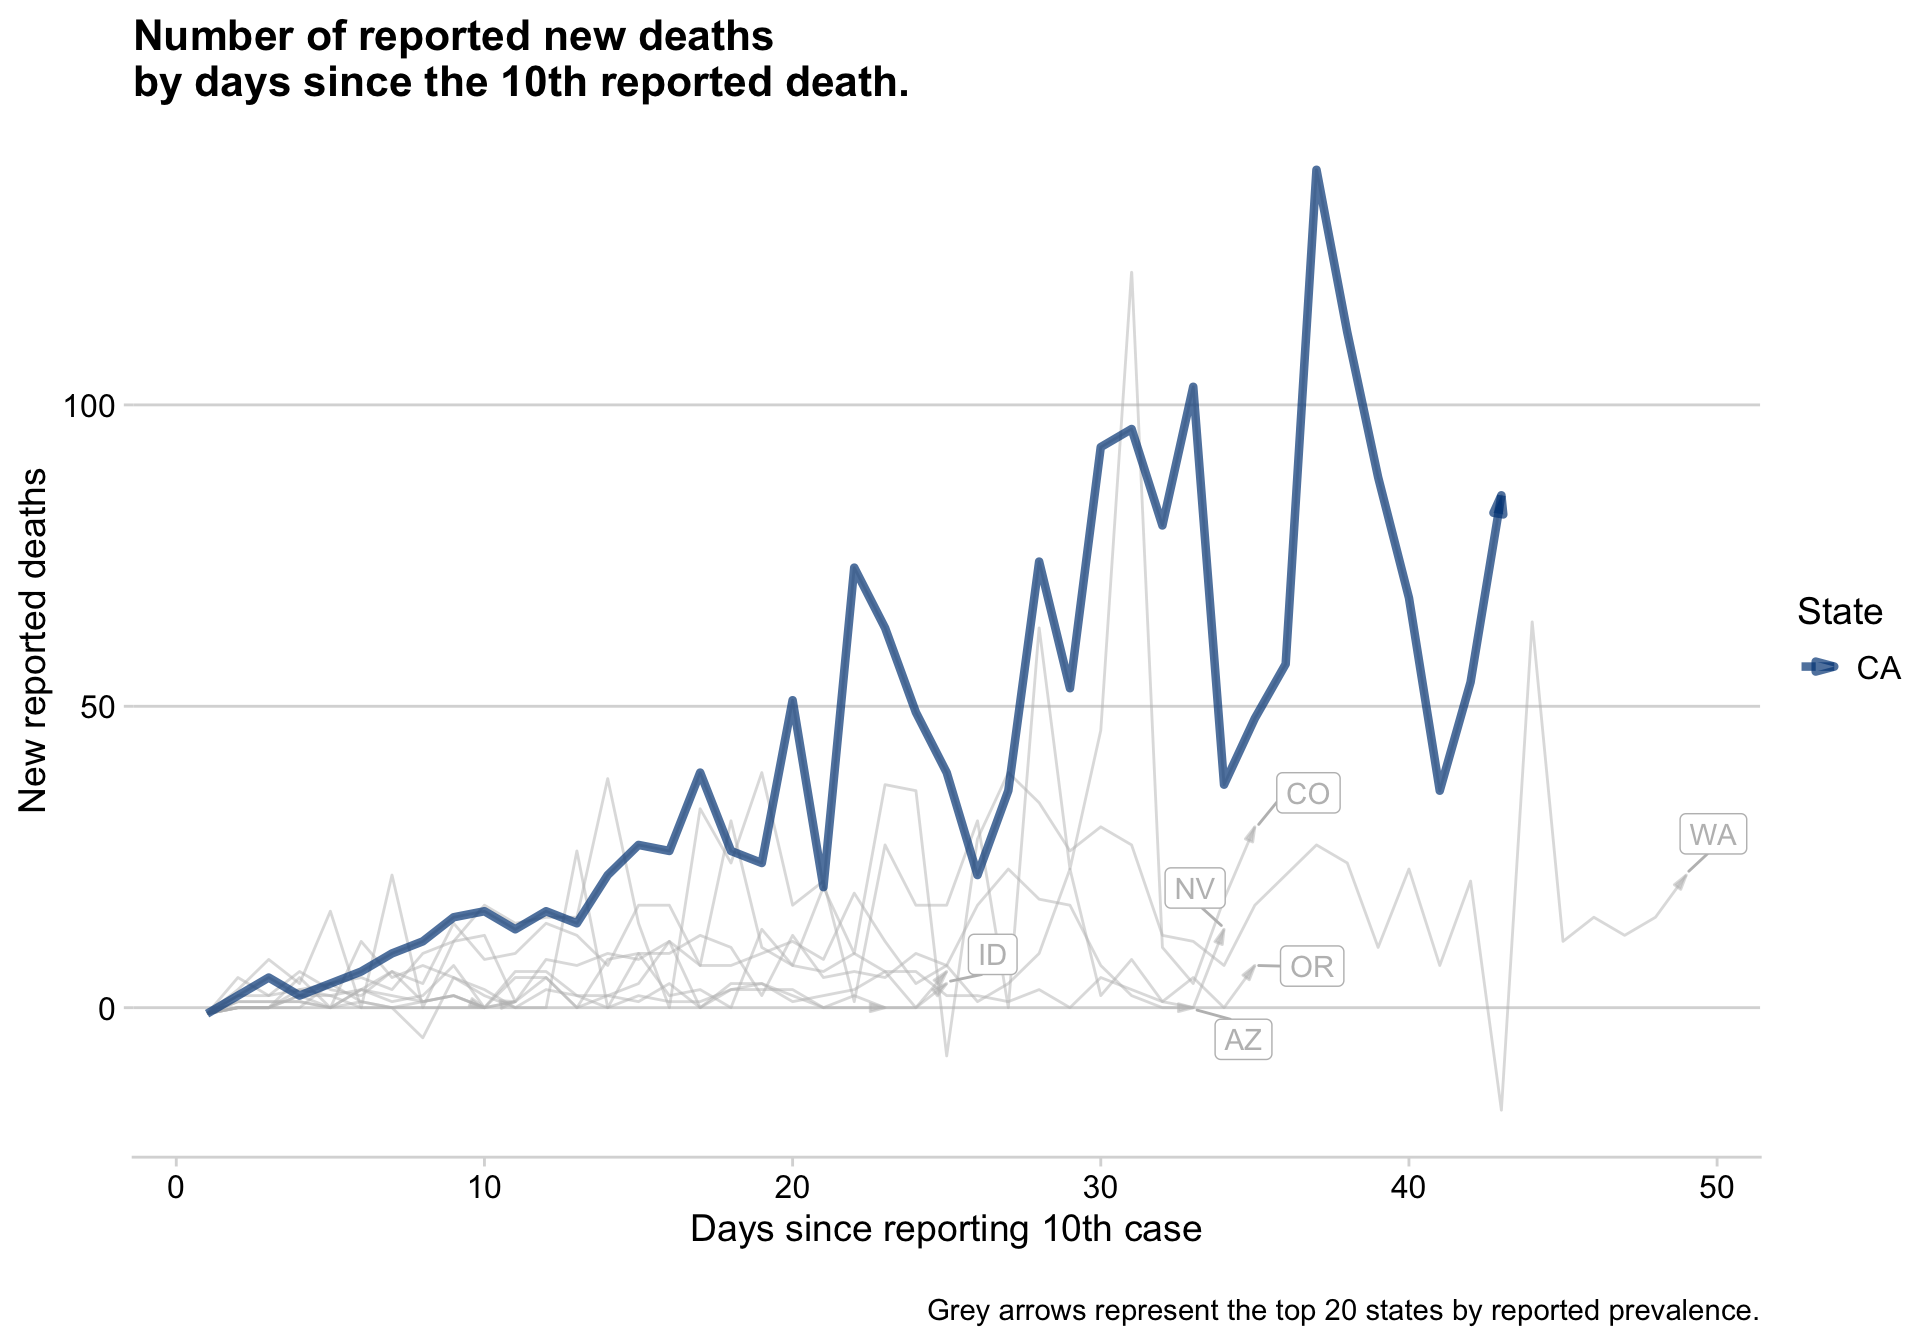 Number of reported new deaths
by days since the 10th reported death.
100
50
0
New reported deaths
CO
WA
NV
ID
OR
AZ
State
CA
0 10 20 30 40 50
Days since reporting 10th case
Grey arrows represent the top 20 states by reported prevalence.